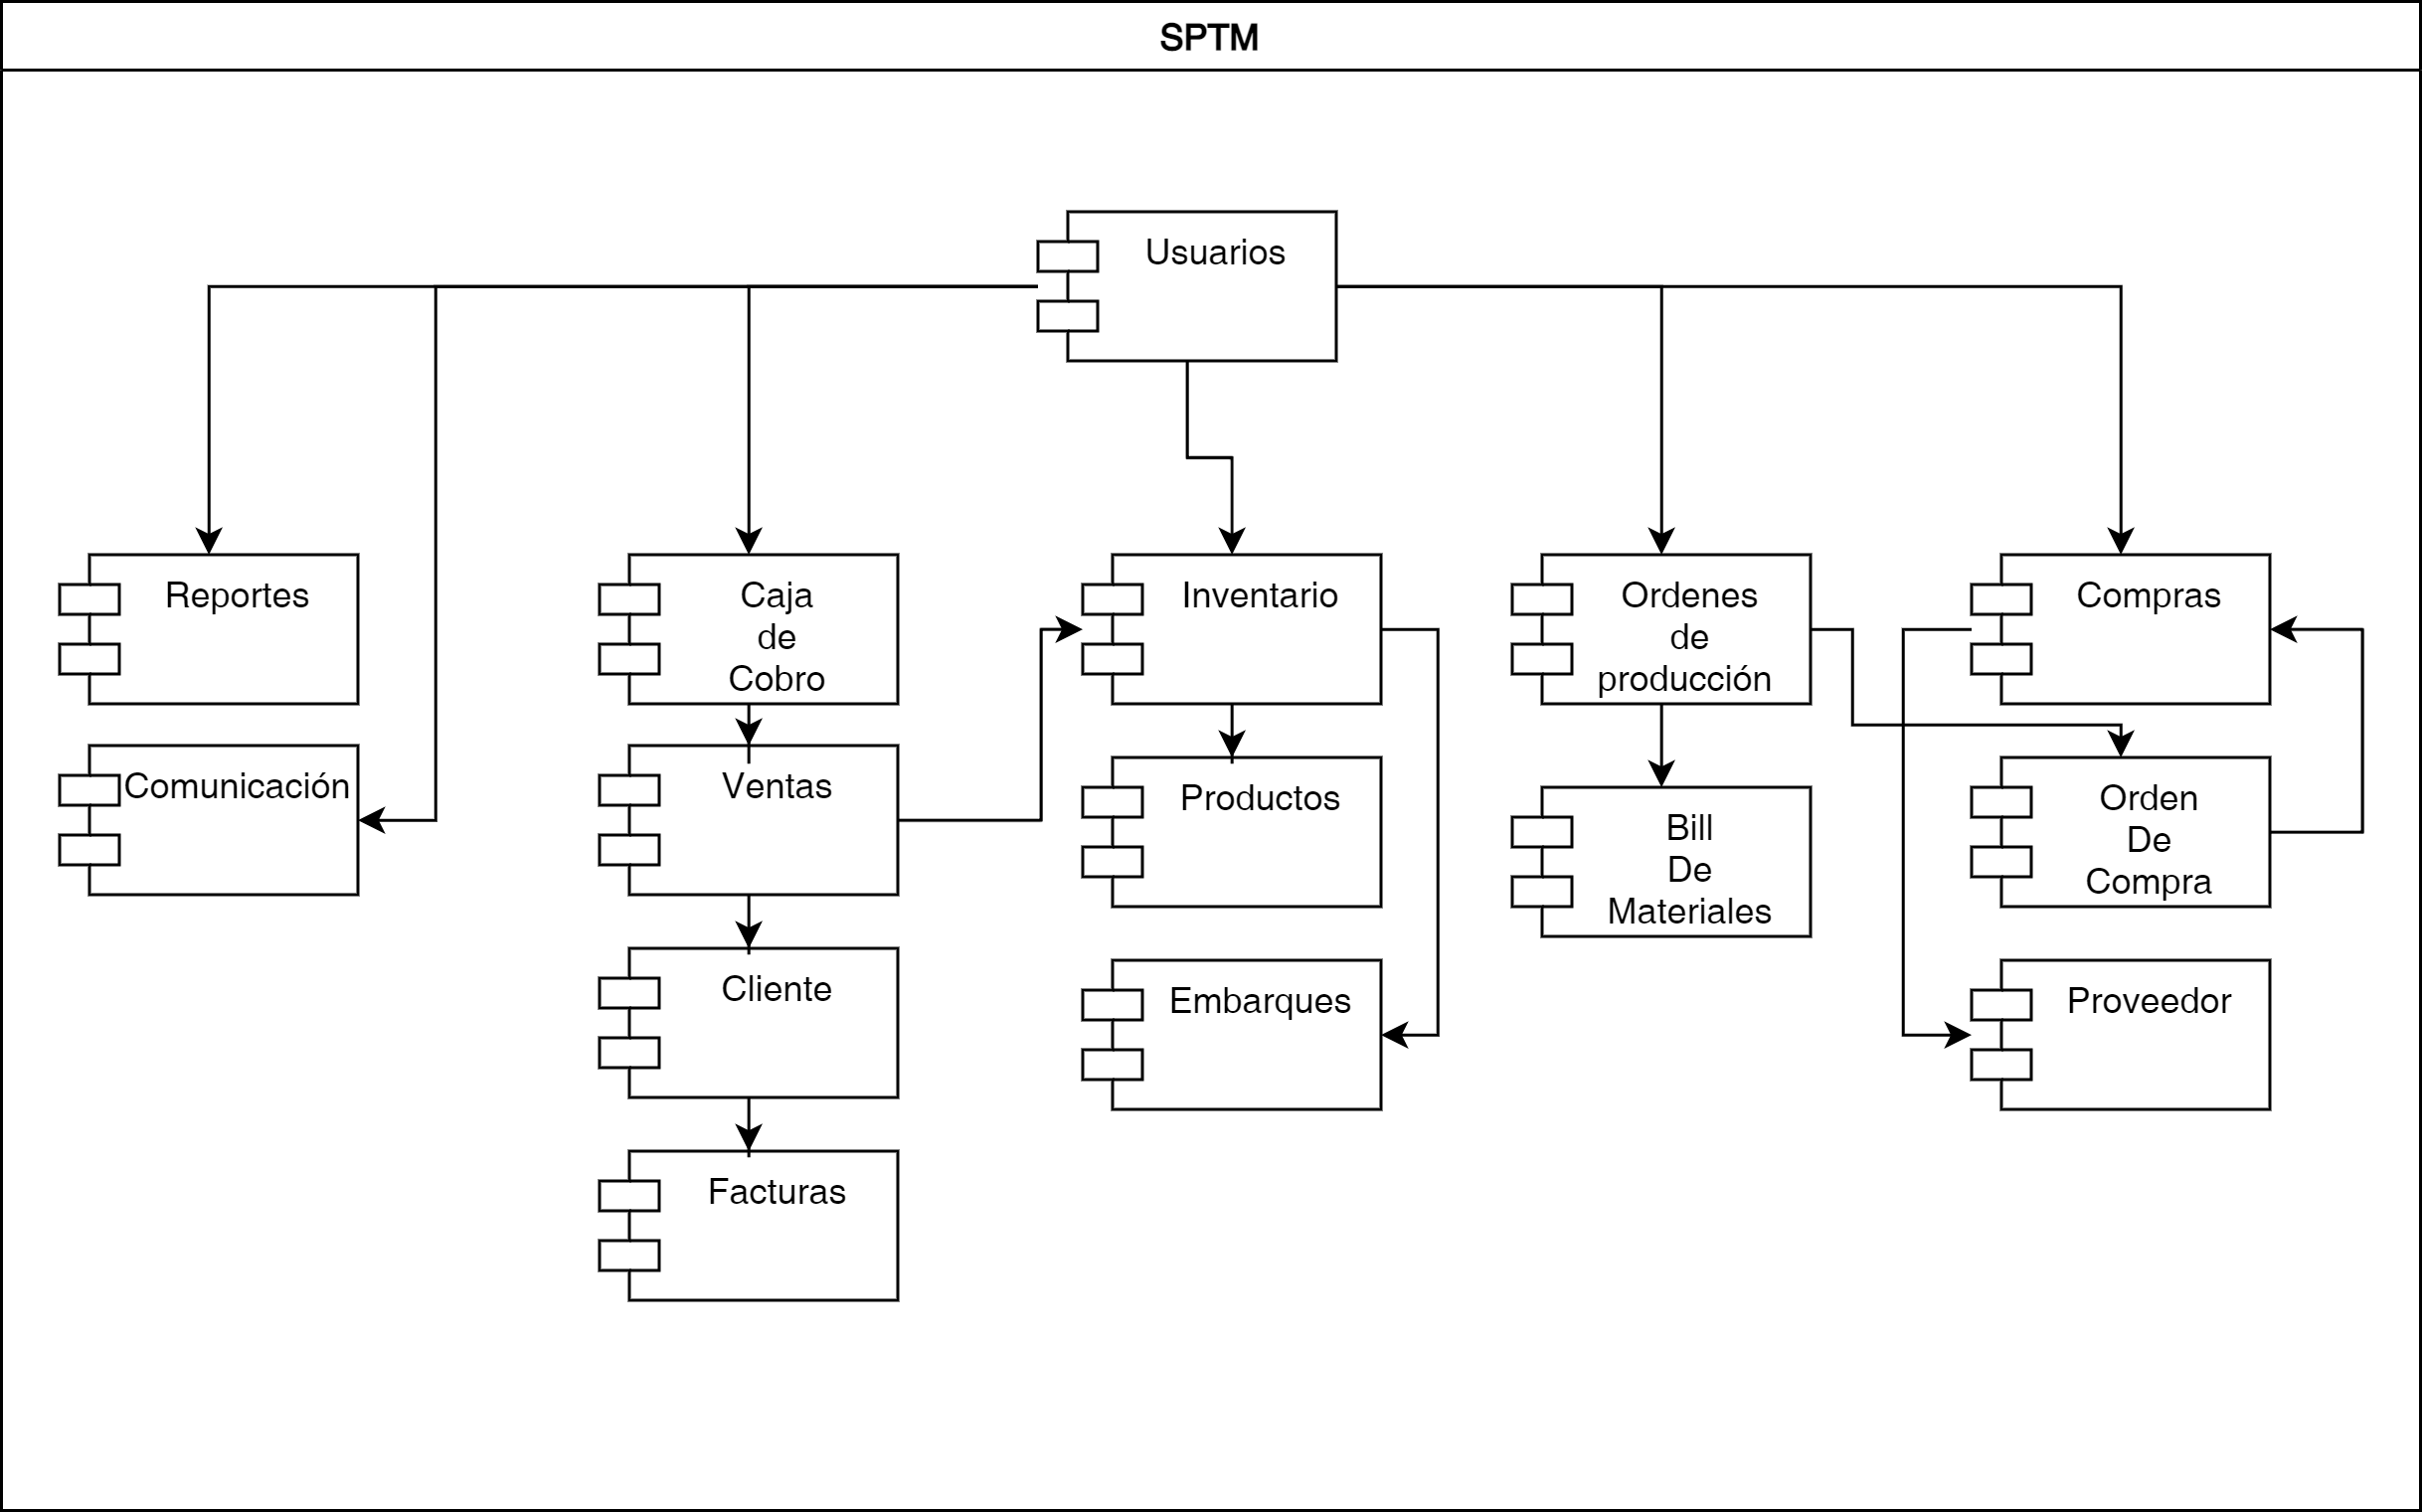 SPTM
Usuarios
Reportes
Caja
de
Cobro
Inventario
Ordenes
de
producción
Compras
Comunicación
Ventas
Productos
Bill
De
Materiales
Orden
De
Compra
Cliente
Embarques
Proveedor
Facturas